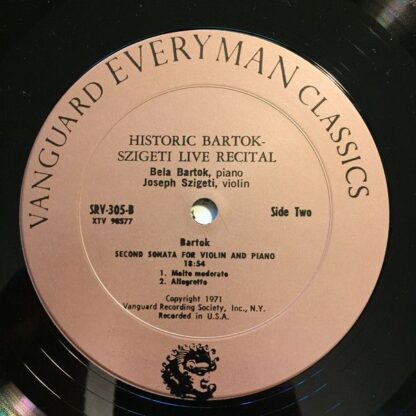 VANGUARD EVERYMAN CLASSICS
HISTORIC BARTOK-
SZIGETI LIVE RECITAL
Bela Bartok, piano
Joseph Szigeti, violin
SRV-305-B
XTV 98577
Side Two
Bartok
SECOND SONATA FOR VIOLIN AND PIANO
18:54
1. Molto moderato
2. Allegretto
Copyright 1971
Vanguard Recording Society, Inc., N.Y.
Recorded in U.S.A.